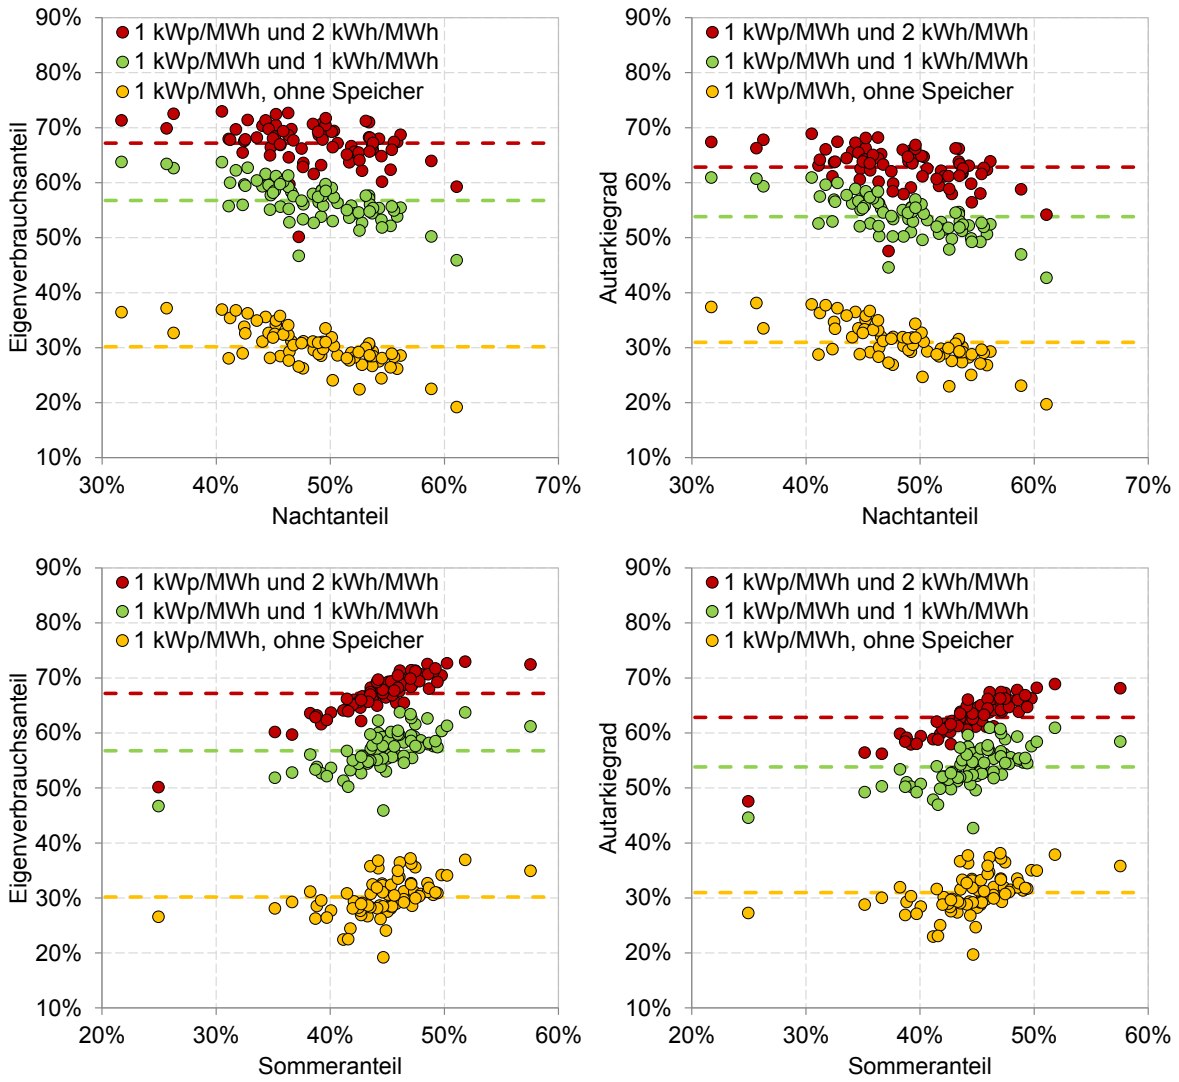 90%
80%
70%
60%
50%
40%
30%
20%
10%
Eigenverbrauchsanteil
1 kWp/MWh und 2 kWh/MWh
1 kWp/MWh und 1 kWh/MWh
1 kWp/MWh, ohne Speicher
30% 40% 50% 60% 70%
Nachtanteil
90%
80%
70%
60%
50%
40%
30%
20%
10%
Autarkiegrad
1 kWp/MWh und 2 kWh/MWh
1 kWp/MWh und 1 kWh/MWh
1 kWp/MWh, ohne Speicher
30% 40% 50% 60% 70%
Nachtanteil
90%
80%
70%
60%
50%
40%
30%
20%
10%
Eigenverbrauchsanteil
1 kWp/MWh und 2 kWh/MWh
1 kWp/MWh und 1 kWh/MWh
1 kWp/MWh, ohne Speicher
20% 30% 40% 50% 60%
Sommeranteil
90%
80%
70%
60%
50%
40%
30%
20%
10%
Autarkiegrad
1 kWp/MWh und 2 kWh/MWh
1 kWp/MWh und 1 kWh/MWh
1 kWp/MWh, ohne Speicher
20% 30% 40% 50% 60%
Sommeranteil